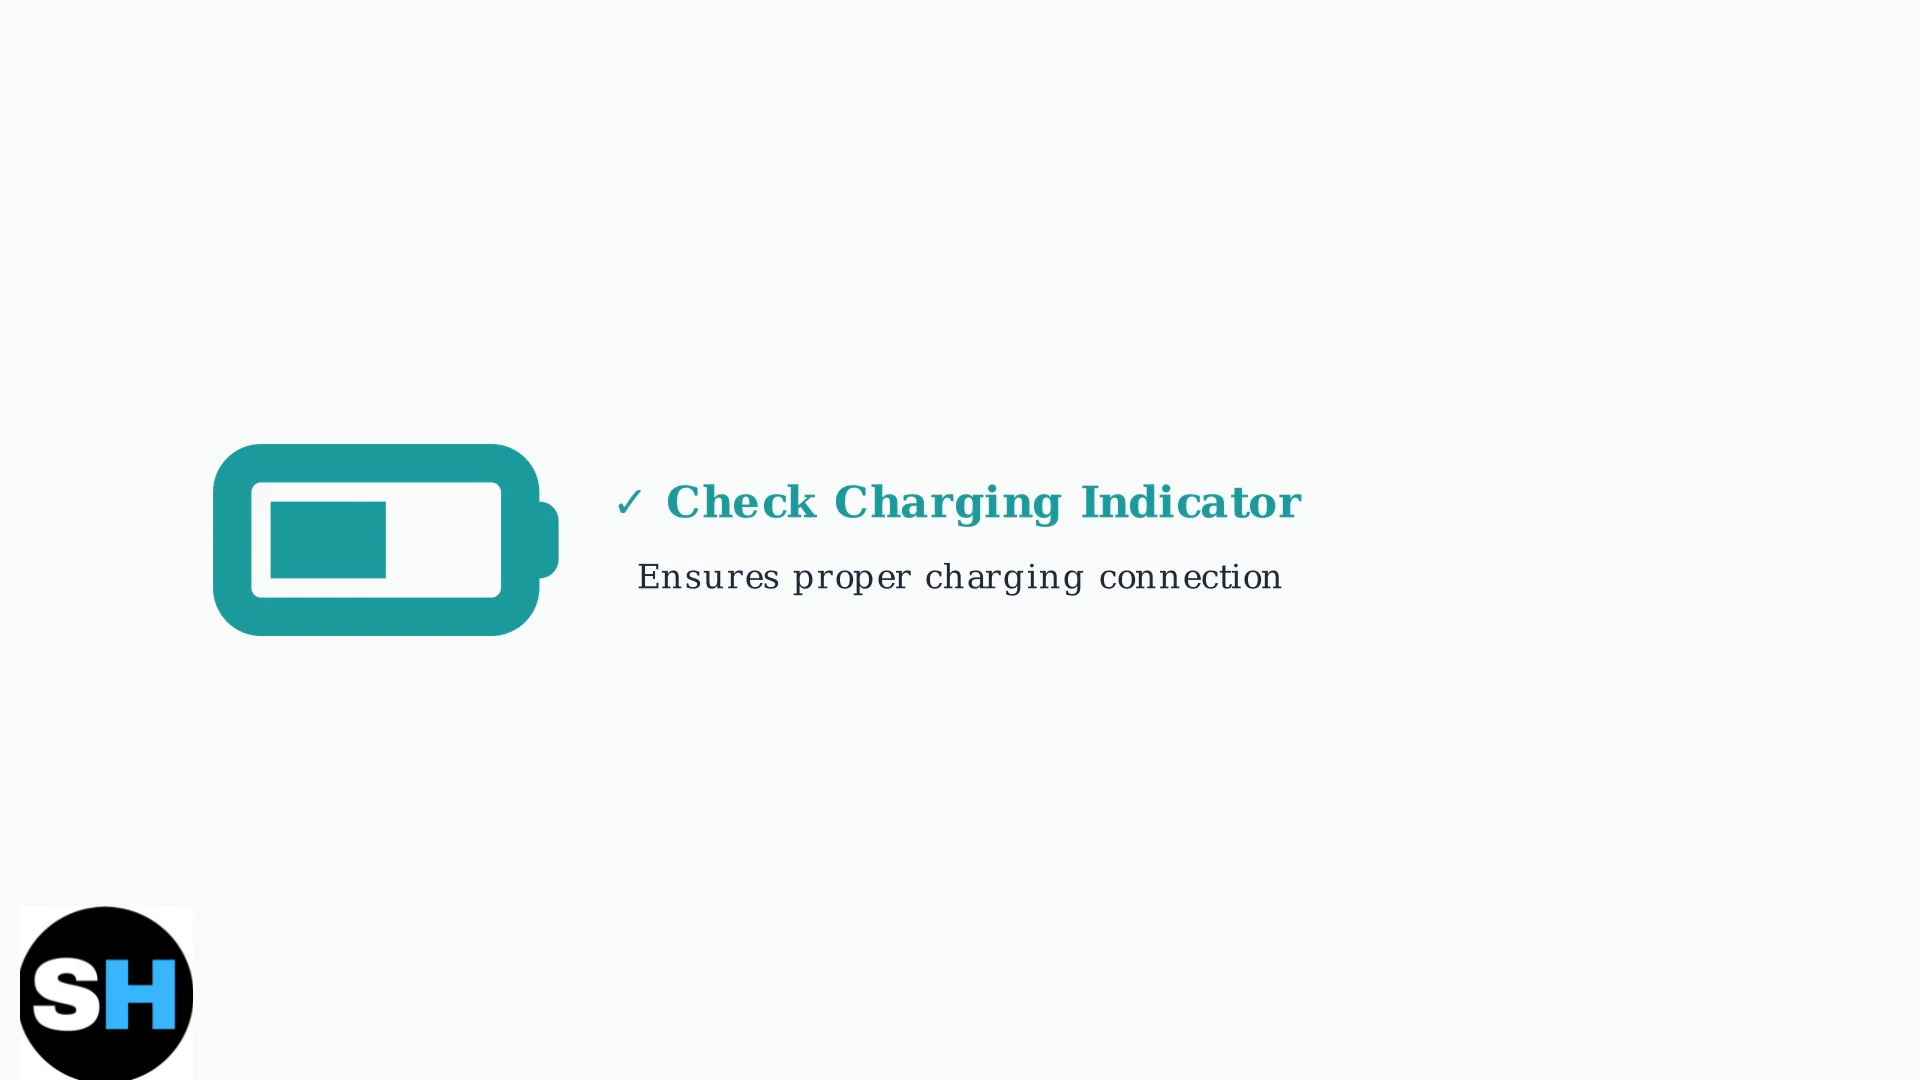 ✓ Check Charging Indicator
Ensures proper charging connection
SH